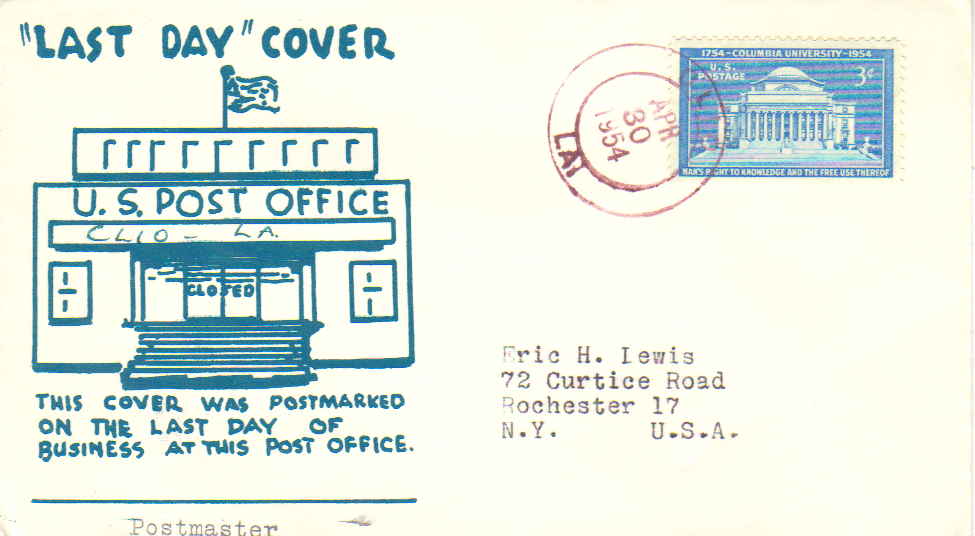 "LAST DAY" COVER
U.S. POST OFFICE
CLIO - LA.
CLOSED
THIS COVER WAS POSTMARKED
ON THE LAST DAY OF
BUSINESS AT THIS POST OFFICE.
Postmaster
APR
30
1954
LA.
1754-COLUMBIA UNIVERSITY-1954
U.S.
POSTAGE
3¢
MAN'S RIGHT TO KNOWLEDGE AND THE FREE USE THEREOF
Eric H. Lewis
72 Curtice Road
Rochester 17
N.Y. U.S.A.